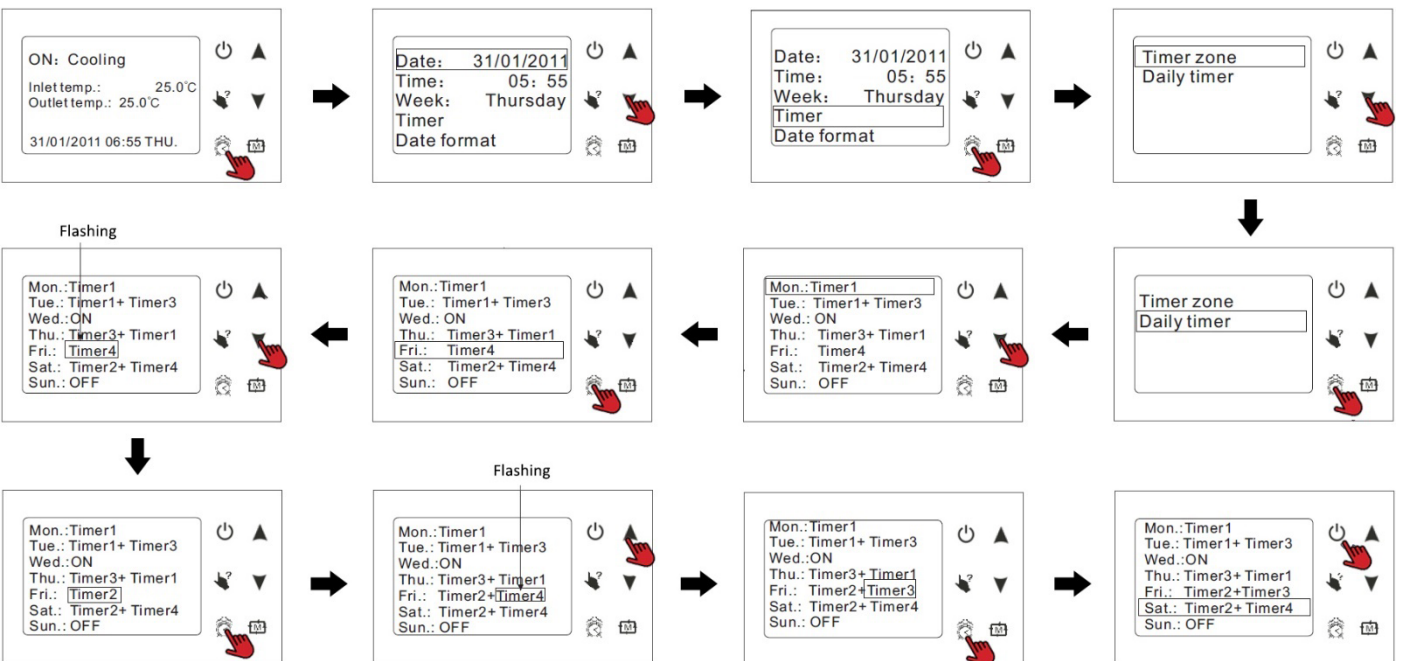 ON: Cooling
Inlet temp.: 25.0°C
Outlet temp.: 25.0°C
31/01/2011 06:55 THU.
?
M
Date: 31/01/2011
Time: 05: 55
Week: Thursday
Timer
Date format
?
M
Date: 31/01/2011
Time: 05: 55
Week: Thursday
Timer
Date format
?
M
Timer zone
Daily timer
?
M
Flashing
Mon.:Timer1
Tue.: Timer1+ Timer3
Wed.:ON
Thu.: Timer3+ Timer1
Fri.: Timer4
Sat.: Timer2+ Timer4
Sun.: OFF
?
M
Mon.:Timer1
Tue.: Timer1+ Timer3
Wed.: ON
Thu.: Timer3+ Timer1
Fri.: Timer4
Sat.: Timer2+ Timer4
Sun.: OFF
?
M
Mon.:Timer1
Tue.: Timer1+ Timer3
Wed.: ON
Thu.: Timer3+ Timer1
Fri.: Timer4
Sat.: Timer2+ Timer4
Sun.: OFF
?
M
Timer zone
Daily timer
?
M
Mon.:Timer1
Tue.: Timer1+ Timer3
Wed.:ON
Thu.: Timer3+ Timer1
Fri.: Timer2
Sat.: Timer2+ Timer4
Sun.: OFF
?
M
Flashing
Mon.:Timer1
Tue.: Timer1+ Timer3
Wed.:ON
Thu.: Timer3+ Timer1
Fri.: Timer2+Timer4
Sat.: Timer2+ Timer4
Sun.: OFF
?
M
Mon.:Timer1
Tue.: Timer1+ Timer3
Wed.:ON
Thu.: Timer3+ Timer1
Fri.: Timer2+Timer3
Sat.: Timer2+ Timer4
Sun.: OFF
?
M
Mon.:Timer1
Tue.: Timer1+ Timer3
Wed.:ON
Thu.: Timer3+ Timer1
Fri.: Timer2+Timer3
Sat.: Timer2+ Timer4
Sun.: OFF
?
M